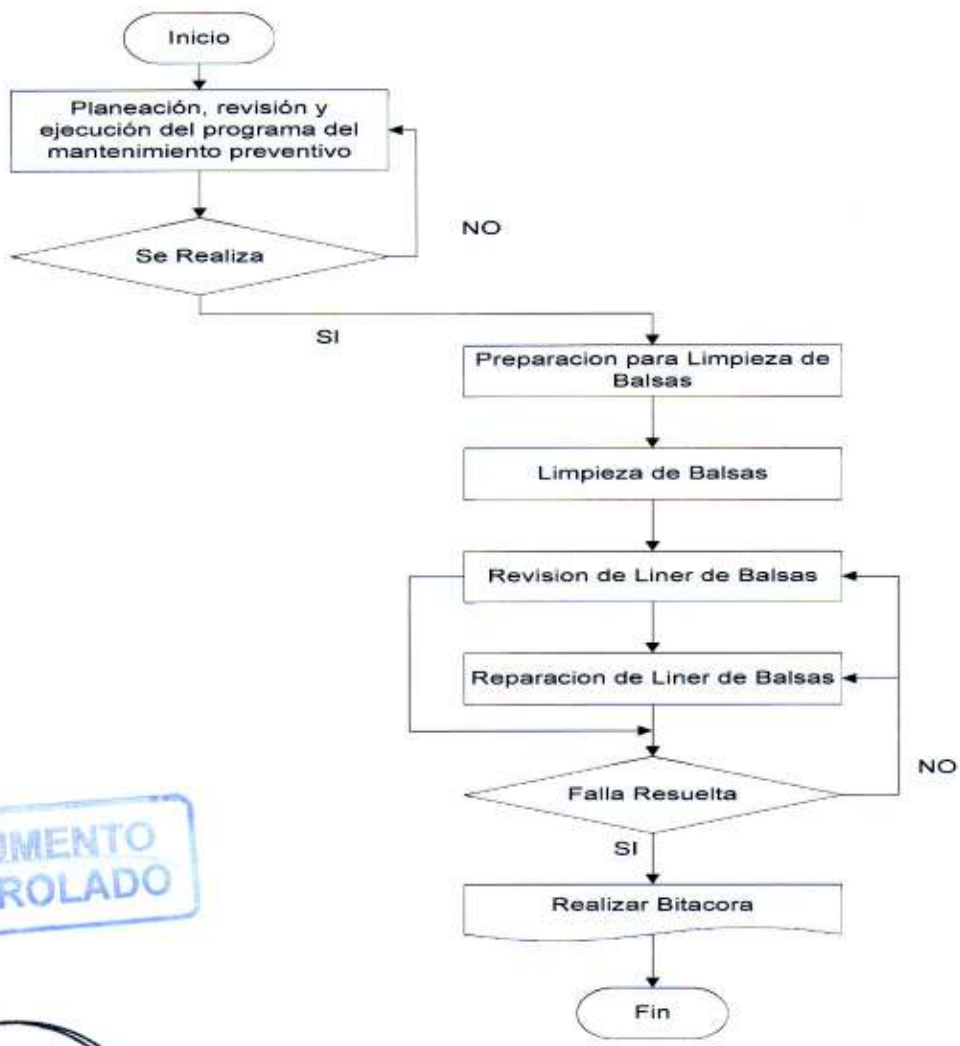 Inicio
Planeación, revisión y
ejecución del programa del
mantenimiento preventivo
NO
Se Realiza
SI
Preparacion para Limpieza de
Balsas
Limpieza de Balsas
Revision de Liner de Balsas
Reparacion de Liner de Balsas
NO
Falla Resuelta
SI
Realizar Bitacora
Fin
UMENTO
ROLADO